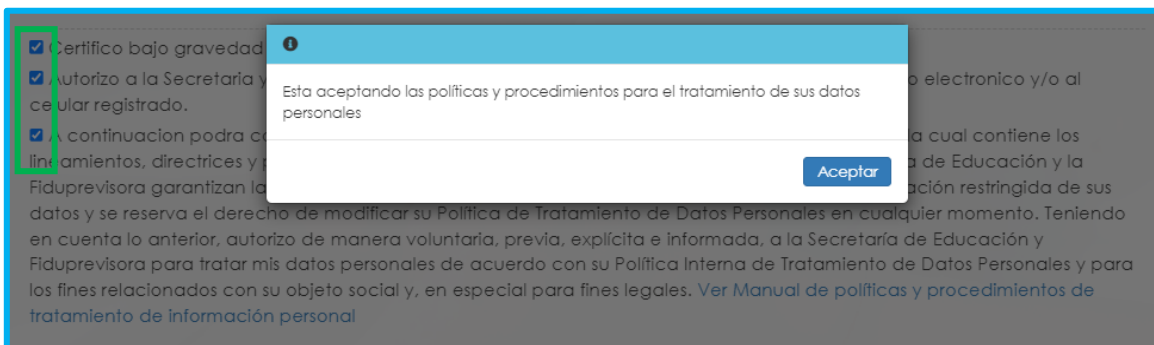 Certifico bajo gravedad
Autorizo a la Secretaria y
o electronico y/o al
celular registrado.
Esta aceptando las políticas y procedimientos para el tratamiento de sus datos
personales
Aceptar
A continuacion podra
la cual contiene los
lineamientos, directrices y
a de Educación y la
Fiduprevisora garantizan la
ación restringida de sus
datos y se reserva el derecho de modificar su Política de Tratamiento de Datos Personales en cualquier momento. Teniendo
en cuenta lo anterior, autorizo de manera voluntaria, previa, explícita e informada, a la Secretaría de Educación y
Fiduprevisora para tratar mis datos personales de acuerdo con su Política Interna de Tratamiento de Datos Personales y para
los fines relacionados con su objeto social y, en especial para fines legales. Ver Manual de políticas y procedimientos de
tratamiento de información personal